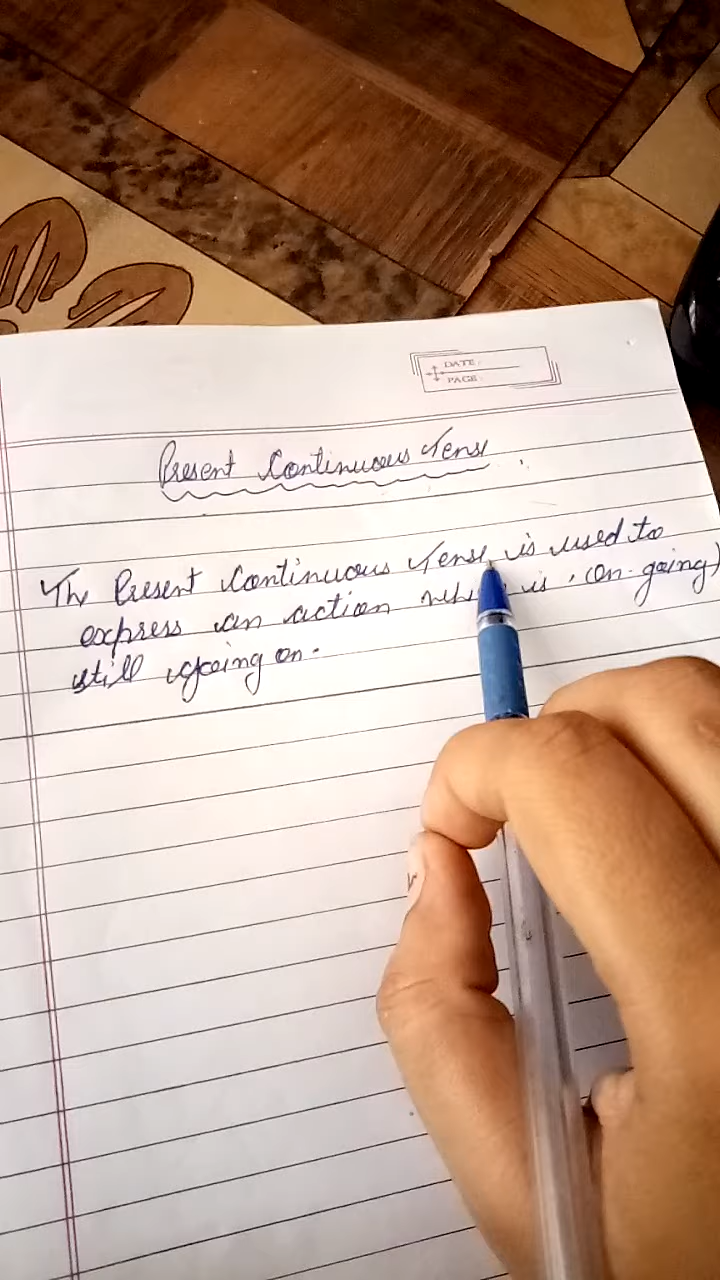 DATE:
PAGE:
Present Continuous Tense
The Present Continuous Tense is used to
express an action is (on going)
still going on.